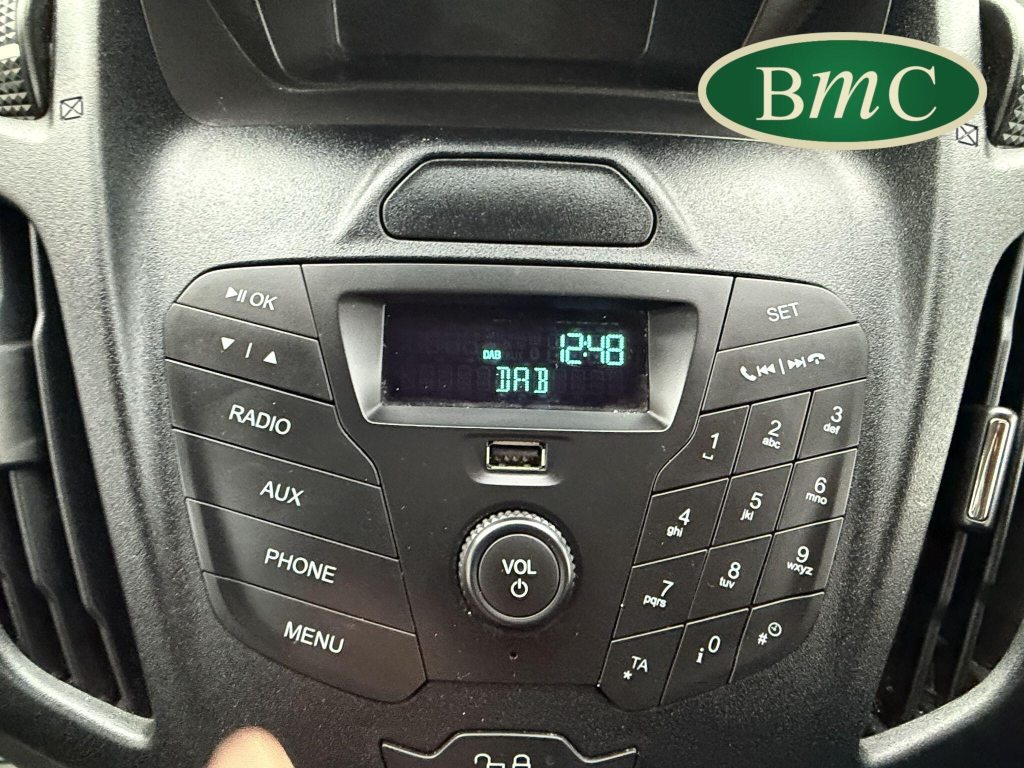 BmC
OK
SET
RADIO
AUX
PHONE
MENU
DAB
12:48
DAB
VOL
1
2
abc
3
def
4
ghi
5
jkl
6
mno
7
pqrs
8
tuv
9
wxyz
* TA
i 0
#